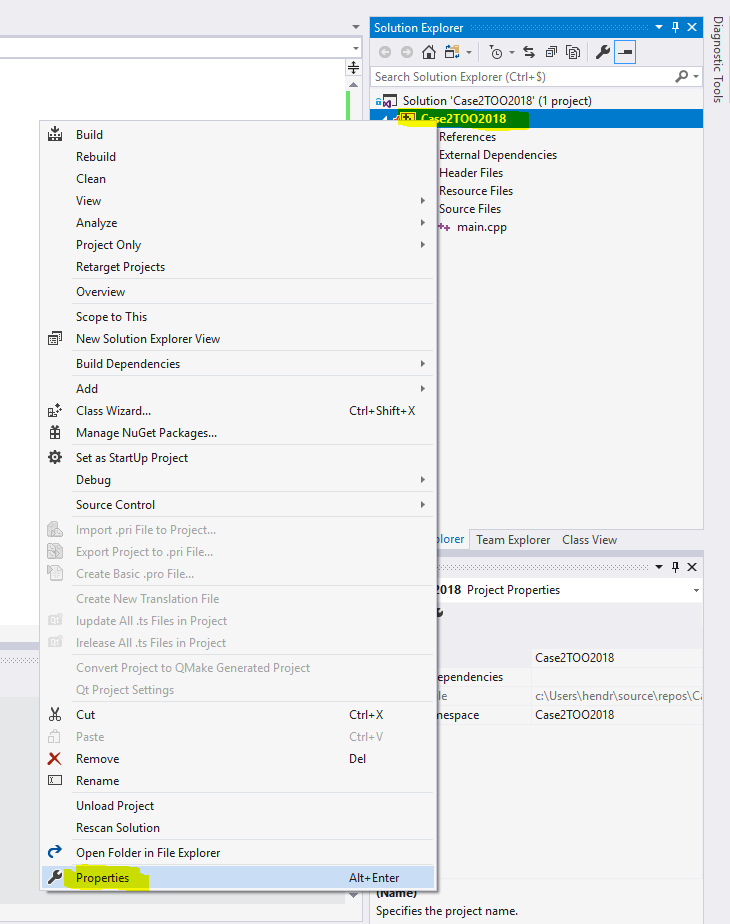 Solution Explorer
Diagnostic Tools
Search Solution Explorer (Ctrl+$)
Solution 'Case2TOO2018' (1 project)
Case2TOO2018
References
External Dependencies
Header Files
Resource Files
Source Files
main.cpp
Build
Rebuild
Clean
View
Analyze
Project Only
Retarget Projects
Overview
Scope to This
New Solution Explorer View
Build Dependencies
Add
Class Wizard... Ctrl+Shift+X
Manage NuGet Packages...
Set as StartUp Project
Debug
Source Control
Import .pri File to Project...
Export Project to .pri File...
Create Basic .pro File...
Create New Translation File
lupdate All .ts Files in Project
lrelease All .ts Files in Project
Convert Project to QMake Generated Project
Qt Project Settings
Cut Ctrl+X
Paste Ctrl+V
Remove Del
Rename
Unload Project
Rescan Solution
Open Folder in File Explorer
Properties Alt+Enter
plorer Team Explorer Class View
2018 Project Properties
Case2TOO2018
ependencies
ile c:\Users\hendr\source\repos\Ca
mespace Case2TOO2018
(Name)
Specifies the project name.